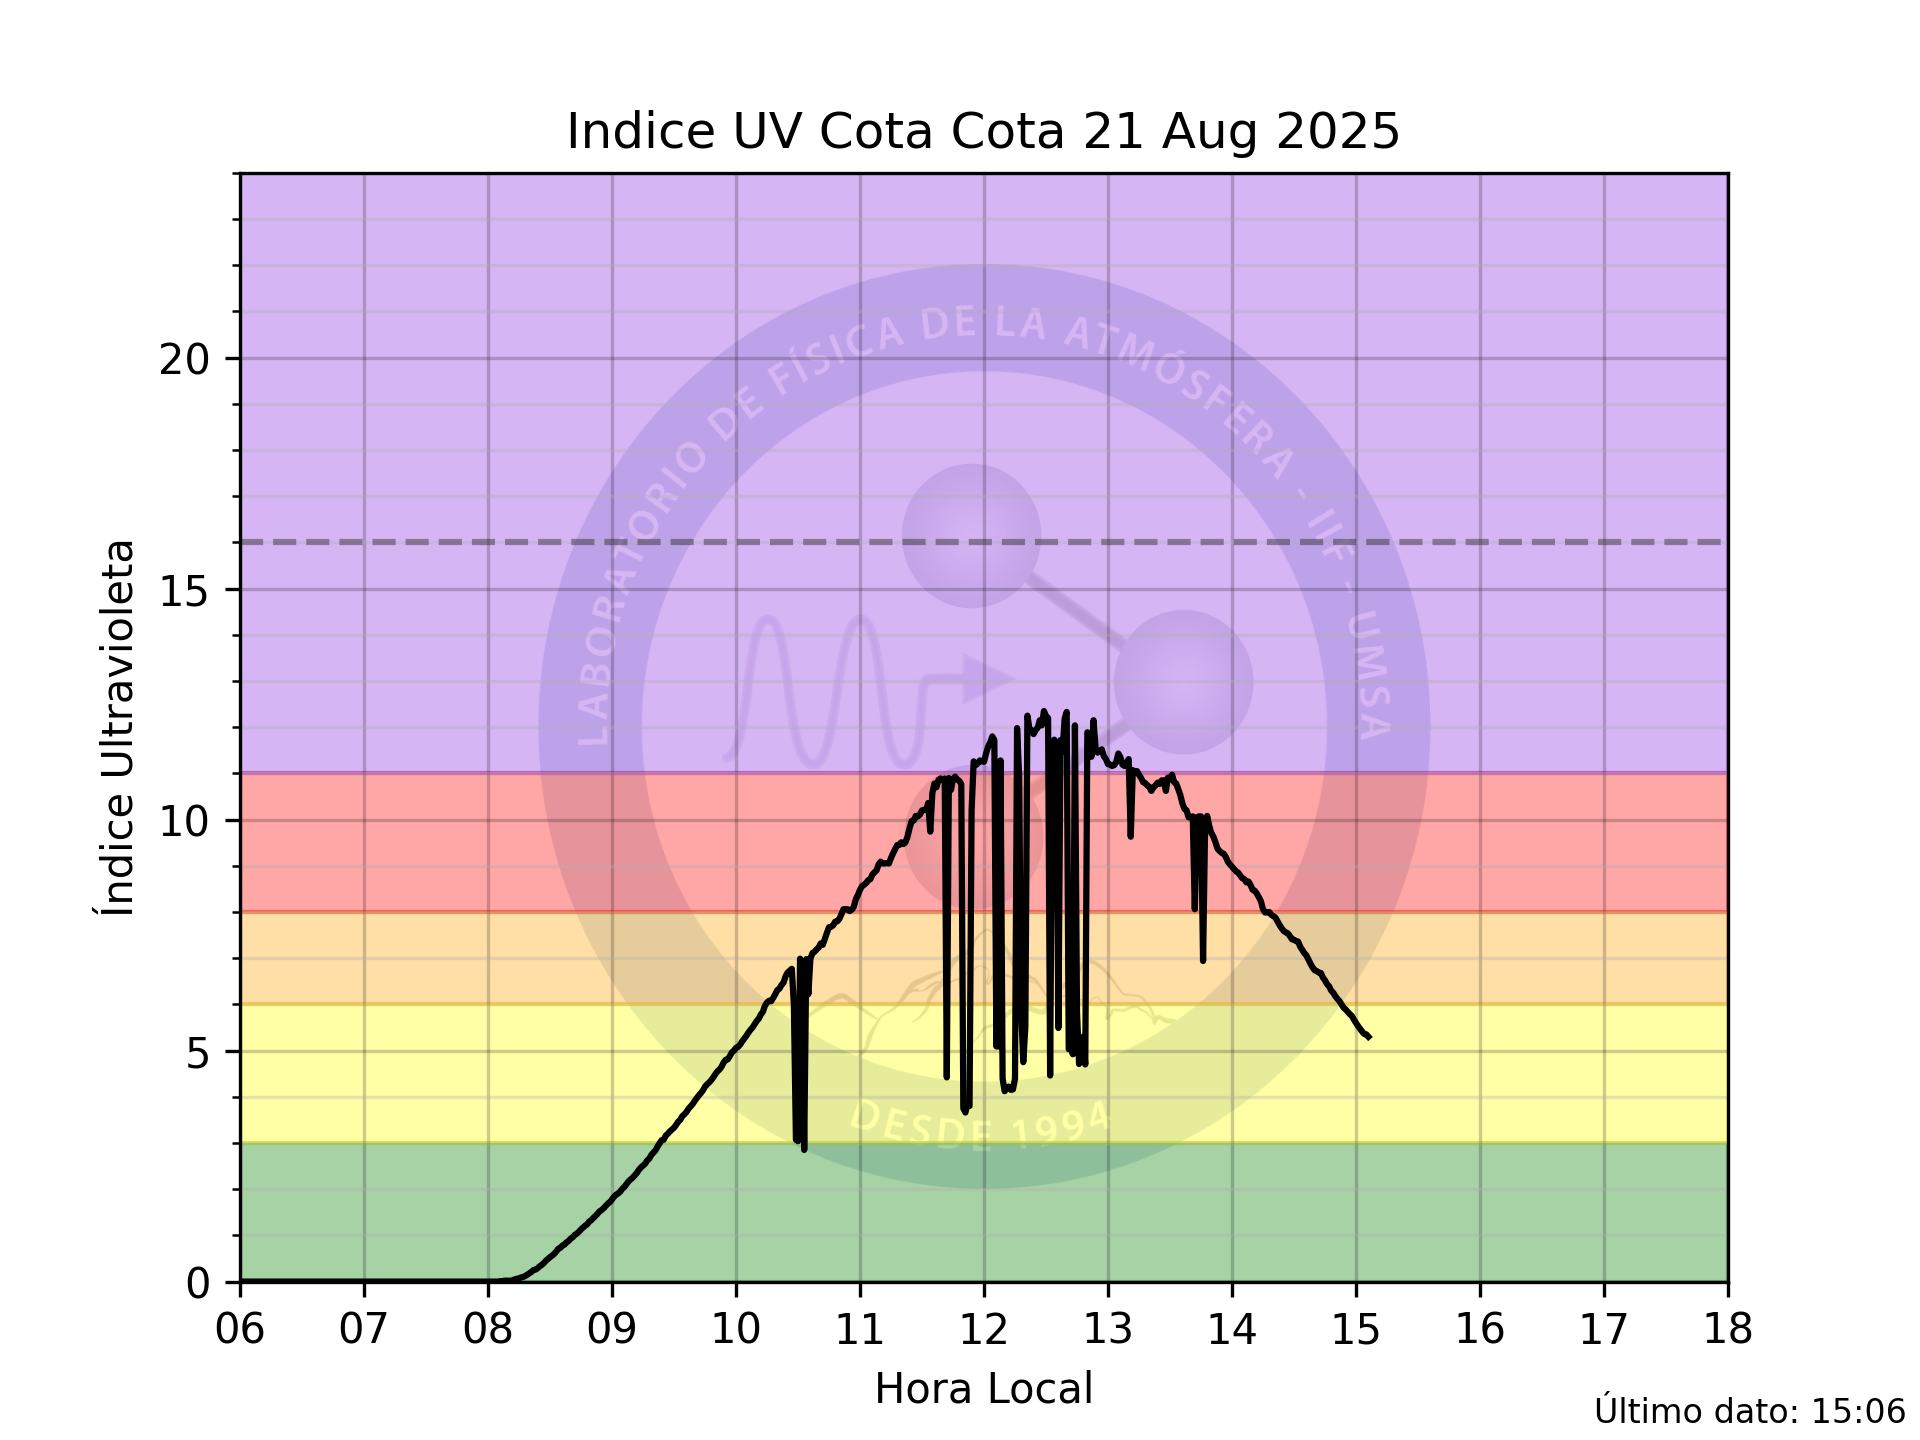 Indice UV Cota Cota 21 Aug 2025
Índice Ultravioleta
20
15
10
5
0
LABORATORIO DE FÍSICA DE LA ATMÓSFERA - IIF - UMSA
DESDE 1994
06 07 08 09 10 11 12 13 14 15 16 17 18
Hora Local
Último dato: 15:06